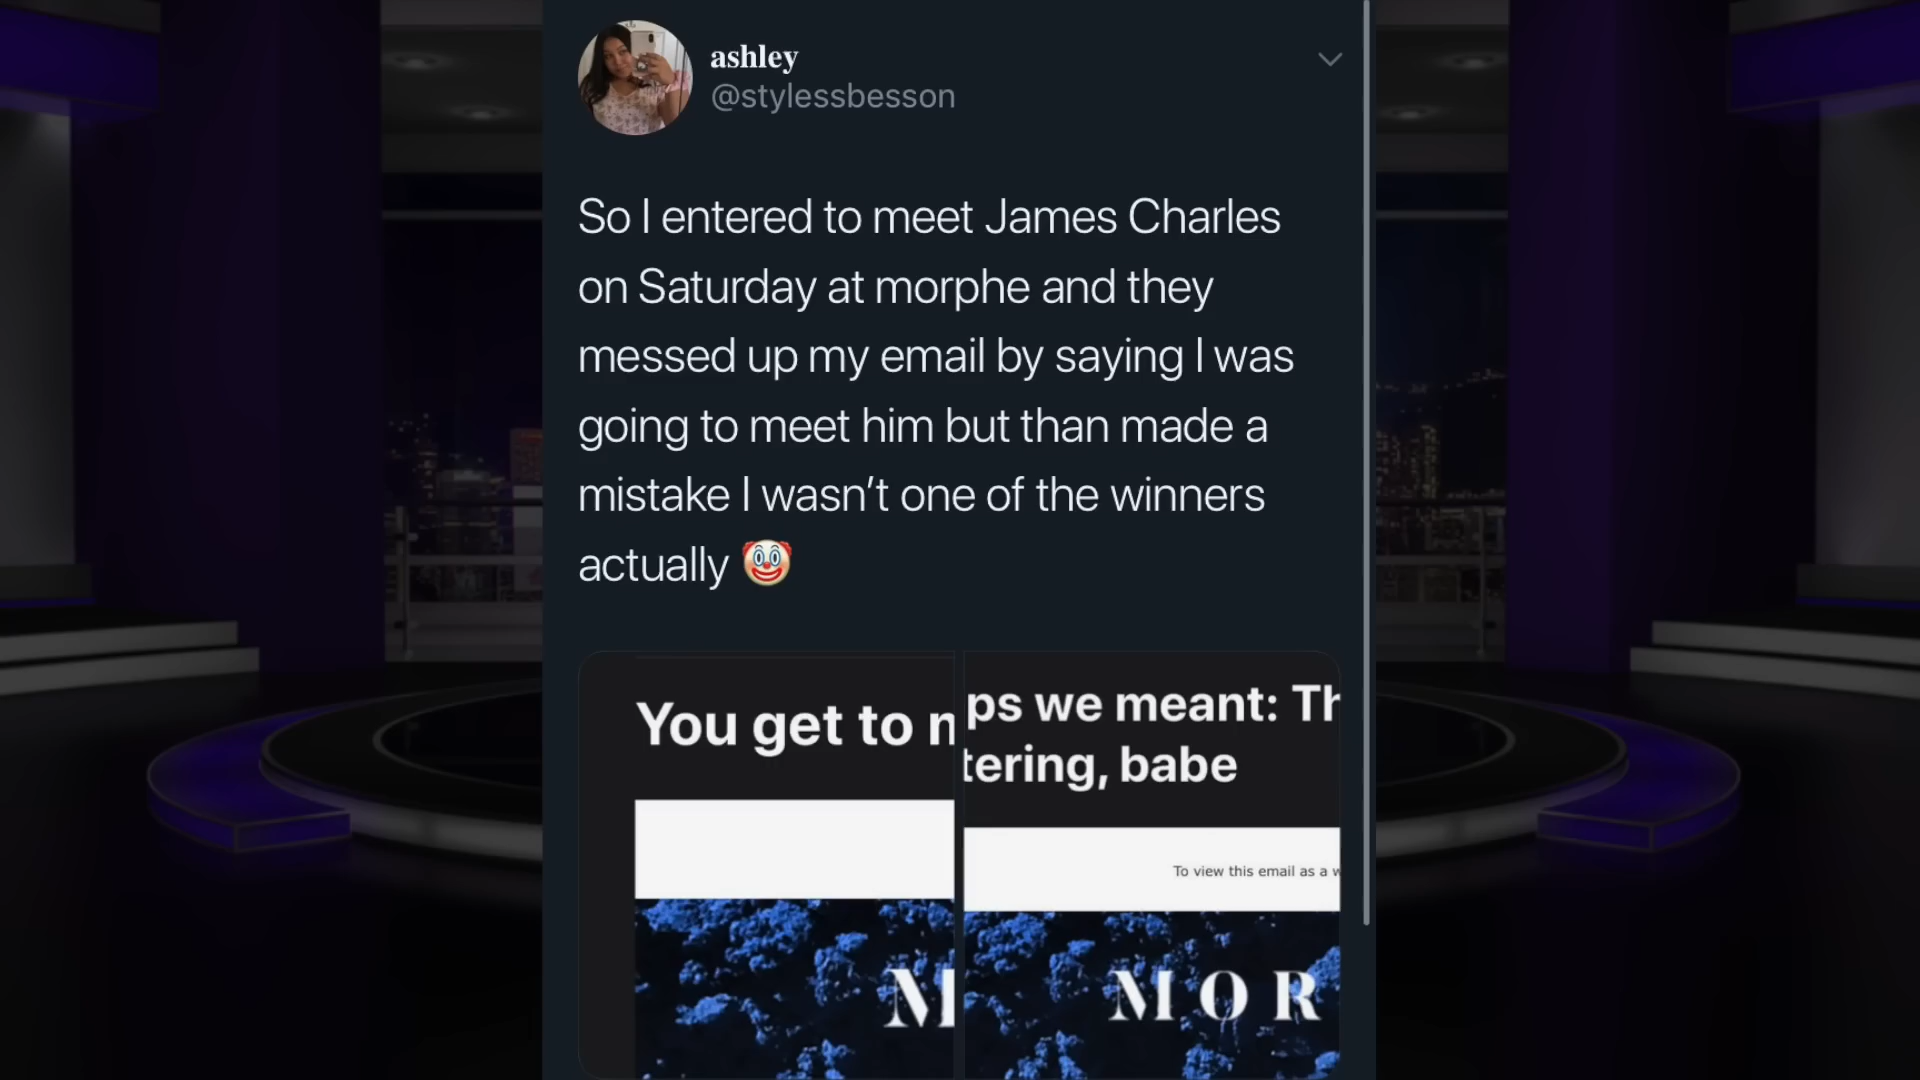 ashley
@stylessbesson
So I entered to meet James Charles
on Saturday at morphe and they
messed up my email by saying I was
going to meet him but than made a
mistake I wasn't one of the winners
actually 🤡
You get to m
ps we meant: Th
tering, babe
To view this email as a w
M
MOR